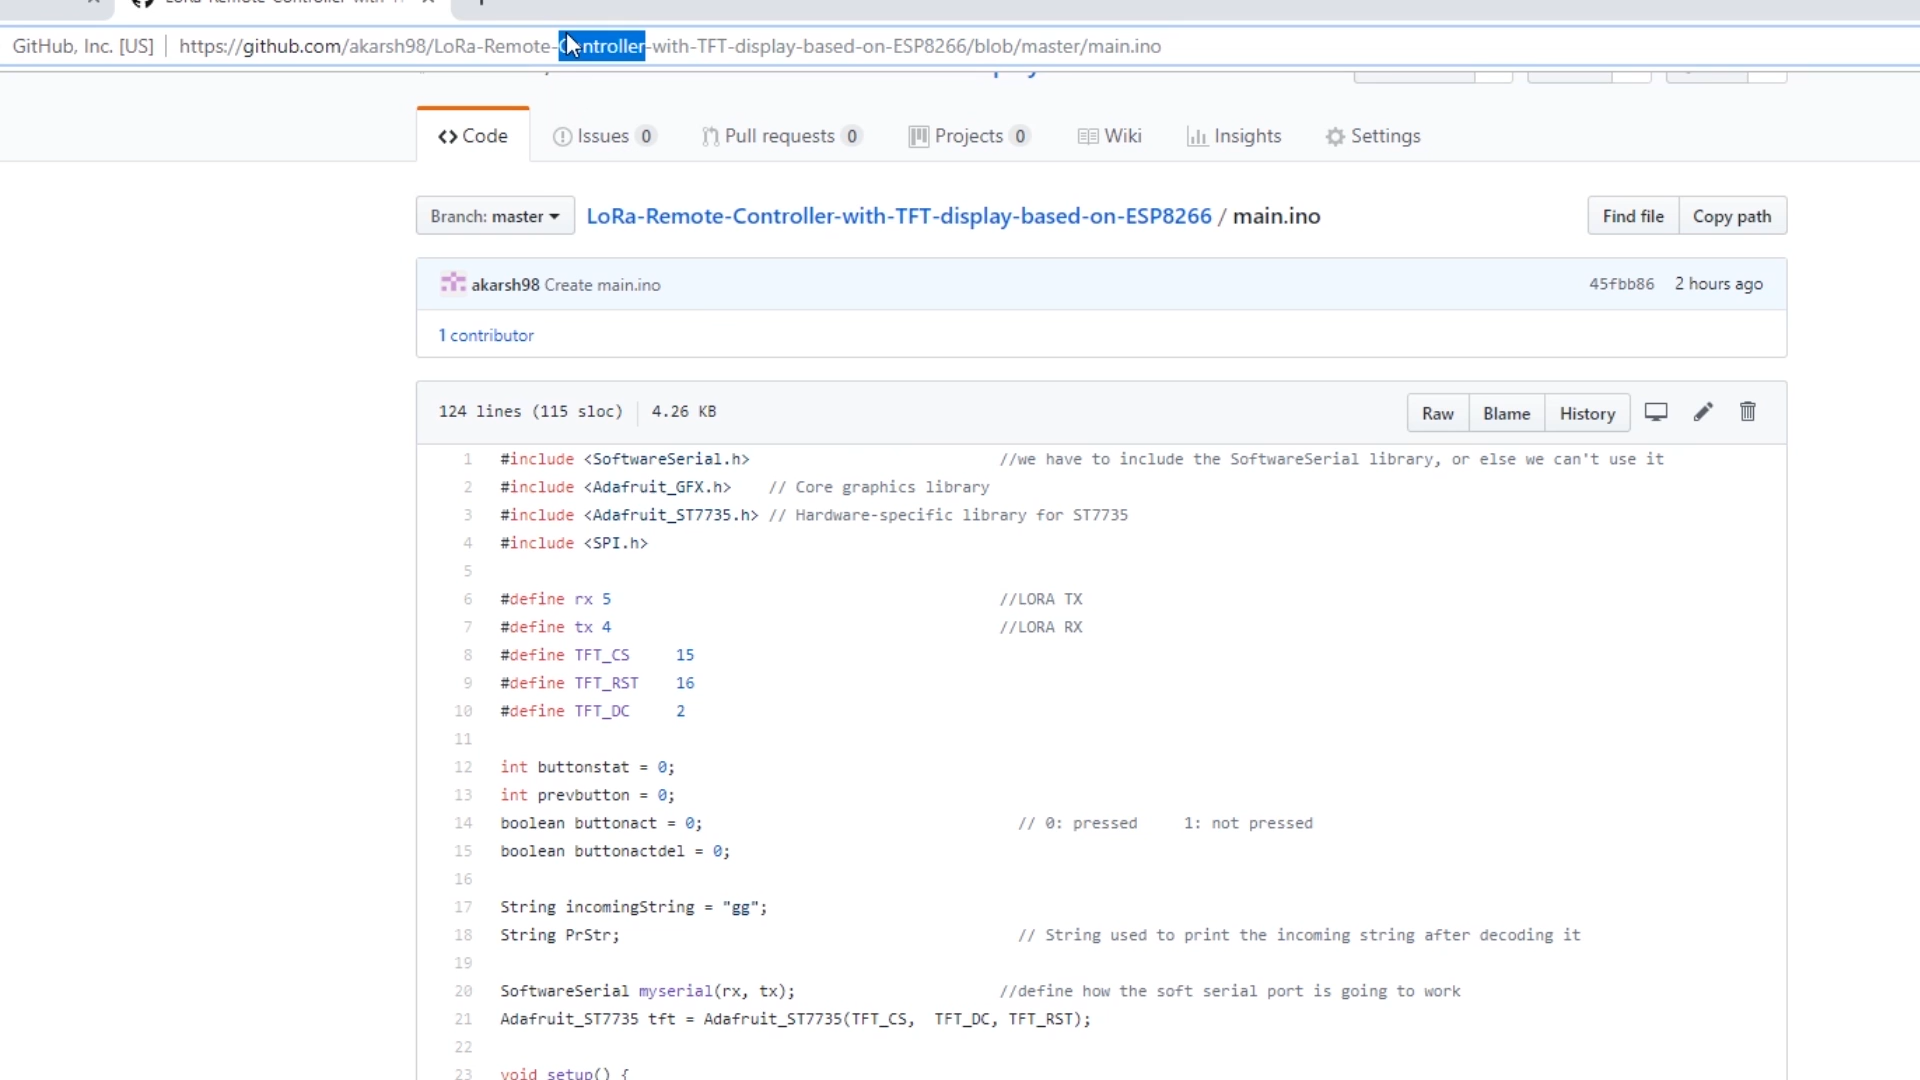 GitHub, Inc. [US] https://github.com/akarsh98/LoRa-Remote-Controller-with-TFT-display-based-on-ESP8266/blob/master/main.ino
Code Issues 0 Pull requests 0 Projects 0 Wiki Insights Settings
Branch: master LoRa-Remote-Controller-with-TFT-display-based-on-ESP8266 / main.ino Find file Copy path
akarsh98 Create main.ino 45fbb86 2 hours ago
1 contributor
124 lines (115 sloc) 4.26 KB Raw Blame History
1 #include <SoftwareSerial.h> //we have to include the SoftwareSerial library, or else we can't use it
2 #include <Adafruit_GFX.h> // Core graphics library
3 #include <Adafruit_ST7735.h> // Hardware-specific library for ST7735
4 #include <SPI.h>
5
6 #define rx 5 //LORA TX
7 #define tx 4 //LORA RX
8 #define TFT_CS 15
9 #define TFT_RST 16
10 #define TFT_DC 2
11
12 int buttonstat = 0;
13 int prevbutton = 0;
14 boolean buttonact = 0; // 0: pressed 1: not pressed
15 boolean buttonactdel = 0;
16
17 String incomingString = "gg";
18 String PrStr; // String used to print the incoming string after decoding it
19
20 SoftwareSerial myserial(rx, tx); //define how the soft serial port is going to work
21 Adafruit_ST7735 tft = Adafruit_ST7735(TFT_CS, TFT_DC, TFT_RST);
22
23 void setup() {